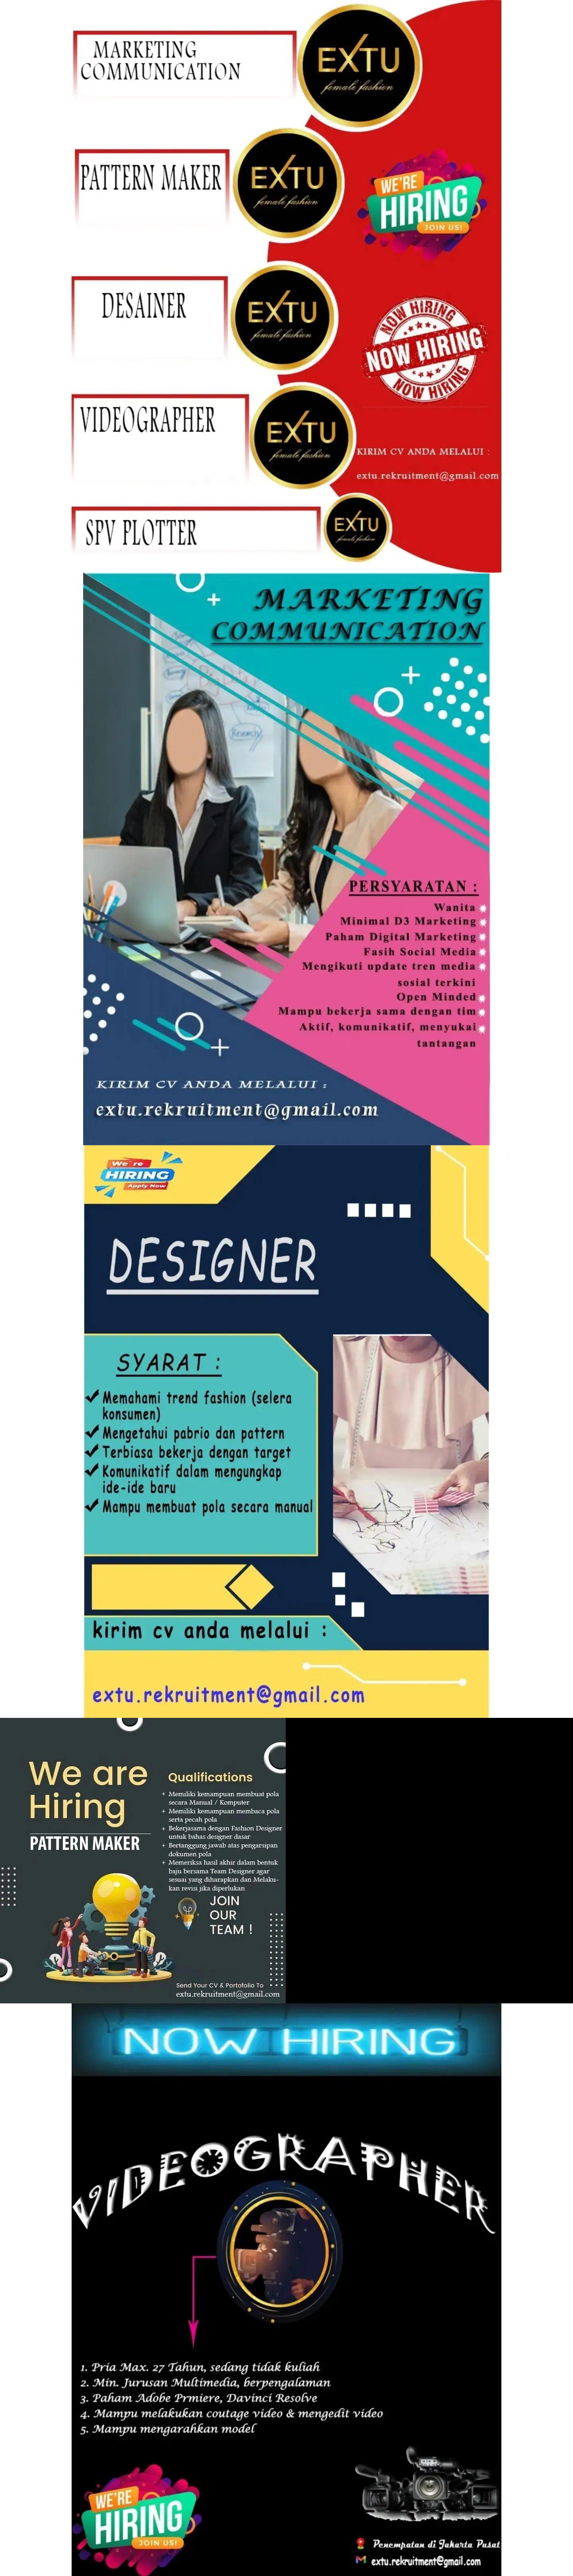 MARKETING
COMMUNICATION
EXTU
female fashion
PATTERN MAKER
EXTU
female fashion
WE'RE
HIRING
JOIN US!
DESAINER
EXTU
female fashion
NOW HIRING
NOW HIRING
NOW HIRING
VIDEOGRAPHER
EXTU
female fashion
KIRIM CV ANDA MELALUI :
extu.rekruitment@gmail.com
SPV PLOTTER
EXTU
female fashion
MARKETING
COMMUNICATION
Research
PERSYARATAN :
Wanita
Minimal D3 Marketing
Paham Digital Marketing
Fasih Social Media
Mengikuti update tren media
sosial terkini
Open Minded
Mampu bekerja sama dengan tim
Aktif, komunikatif, menyukai
tantangan
KIRIM CV ANDA MELALUI :
extu.rekruitment@gmail.com
We're
HIRING
Apply Now
DESIGNER
SYARAT :
✔ Memahami trend fashion (selera
konsumen)
✔ Mengetahui pabrio dan pattern
✔ Terbiasa bekerja dengan target
✔ Komunikatif dalam mengungkap
ide-ide baru
✔ Mampu membuat pola secara manual
kirim cv anda melalui :
extu.rekruitment@gmail.com
We are
Hiring
PATTERN MAKER
Qualifications
+ Memiliki kemampuan membuat pola
secara Manual / Komputer
+ Memiliki kemampuan membaca pola
serta pecah pola
+ Bekerjasama dengan Fashion Designer
untuk bahas designer dasar
+ Bertanggung jawab atas pengarsipan
dokumen pola
+ Memeriksa hasil akhir dalam bentuk
baju bersama Team Designer agar
sesuai yang diharapkan dan Melaku-
kan revisi jika diperlukan
JOIN
OUR
TEAM !
Send Your CV & Portofolio To
extu.rekruitment@gmail.com
NOW HIRING
VIDEOGRAPHER
1. Pria Max. 27 Tahun, sedang tidak kuliah
2. Min. Jurusan Multimedia, berpengalaman
3. Paham Adobe Prmiere, Davinci Resolve
4. Mampu melakukan coutage video & mengedit video
5. Mampu mengarahkan model
WE'RE
HIRING
JOIN US!
Penempatan di Jakarta Pusat
extu.rekruitment@gmail.com